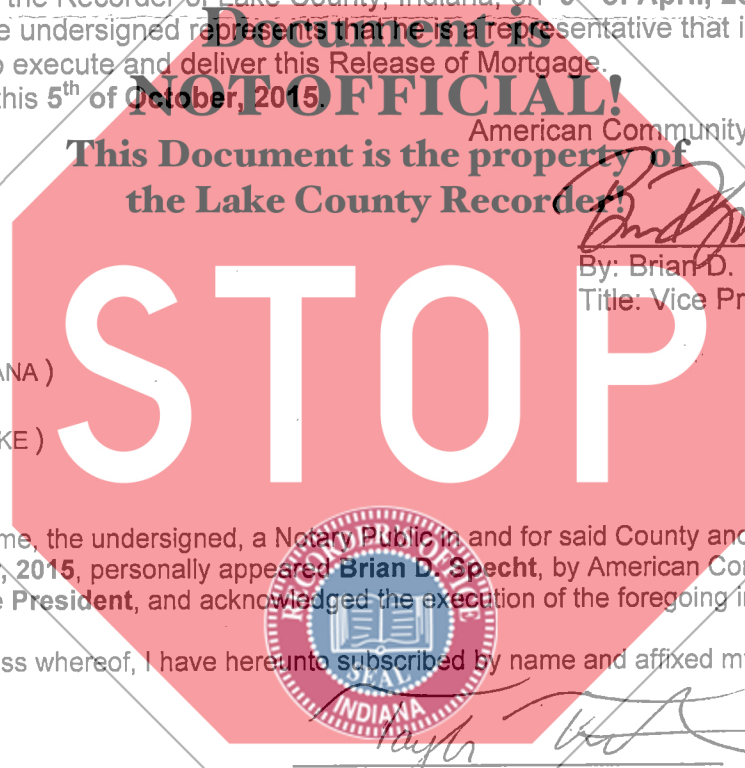 the Recorder of Lake County, Indiana, on
Document is
e undersigned represents that he is a representative that i
o execute and deliver this Release of Mortgage.
NOT OFFICIAL!
this 5th of October, 2015.
American Community
This Document is the property of
the Lake County Recorder!
By: Brian D.
Title: Vice Pr
STOP
ANA )
KE )
me, the undersigned, a Notary Public in and for said County and
, 2015, personally appeared Brian D. Specht, by American Co
e President, and acknowledged the execution of the foregoing i
ss whereof, I have hereunto subscribed by name and affixed m
SEAL
INDIANA